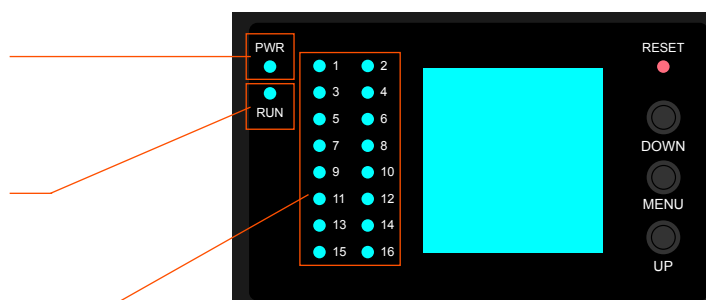 PWR
RUN
1 2
3 4
5 6
7 8
9 10
11 12
13 14
15 16
RESET
DOWN
MENU
UP